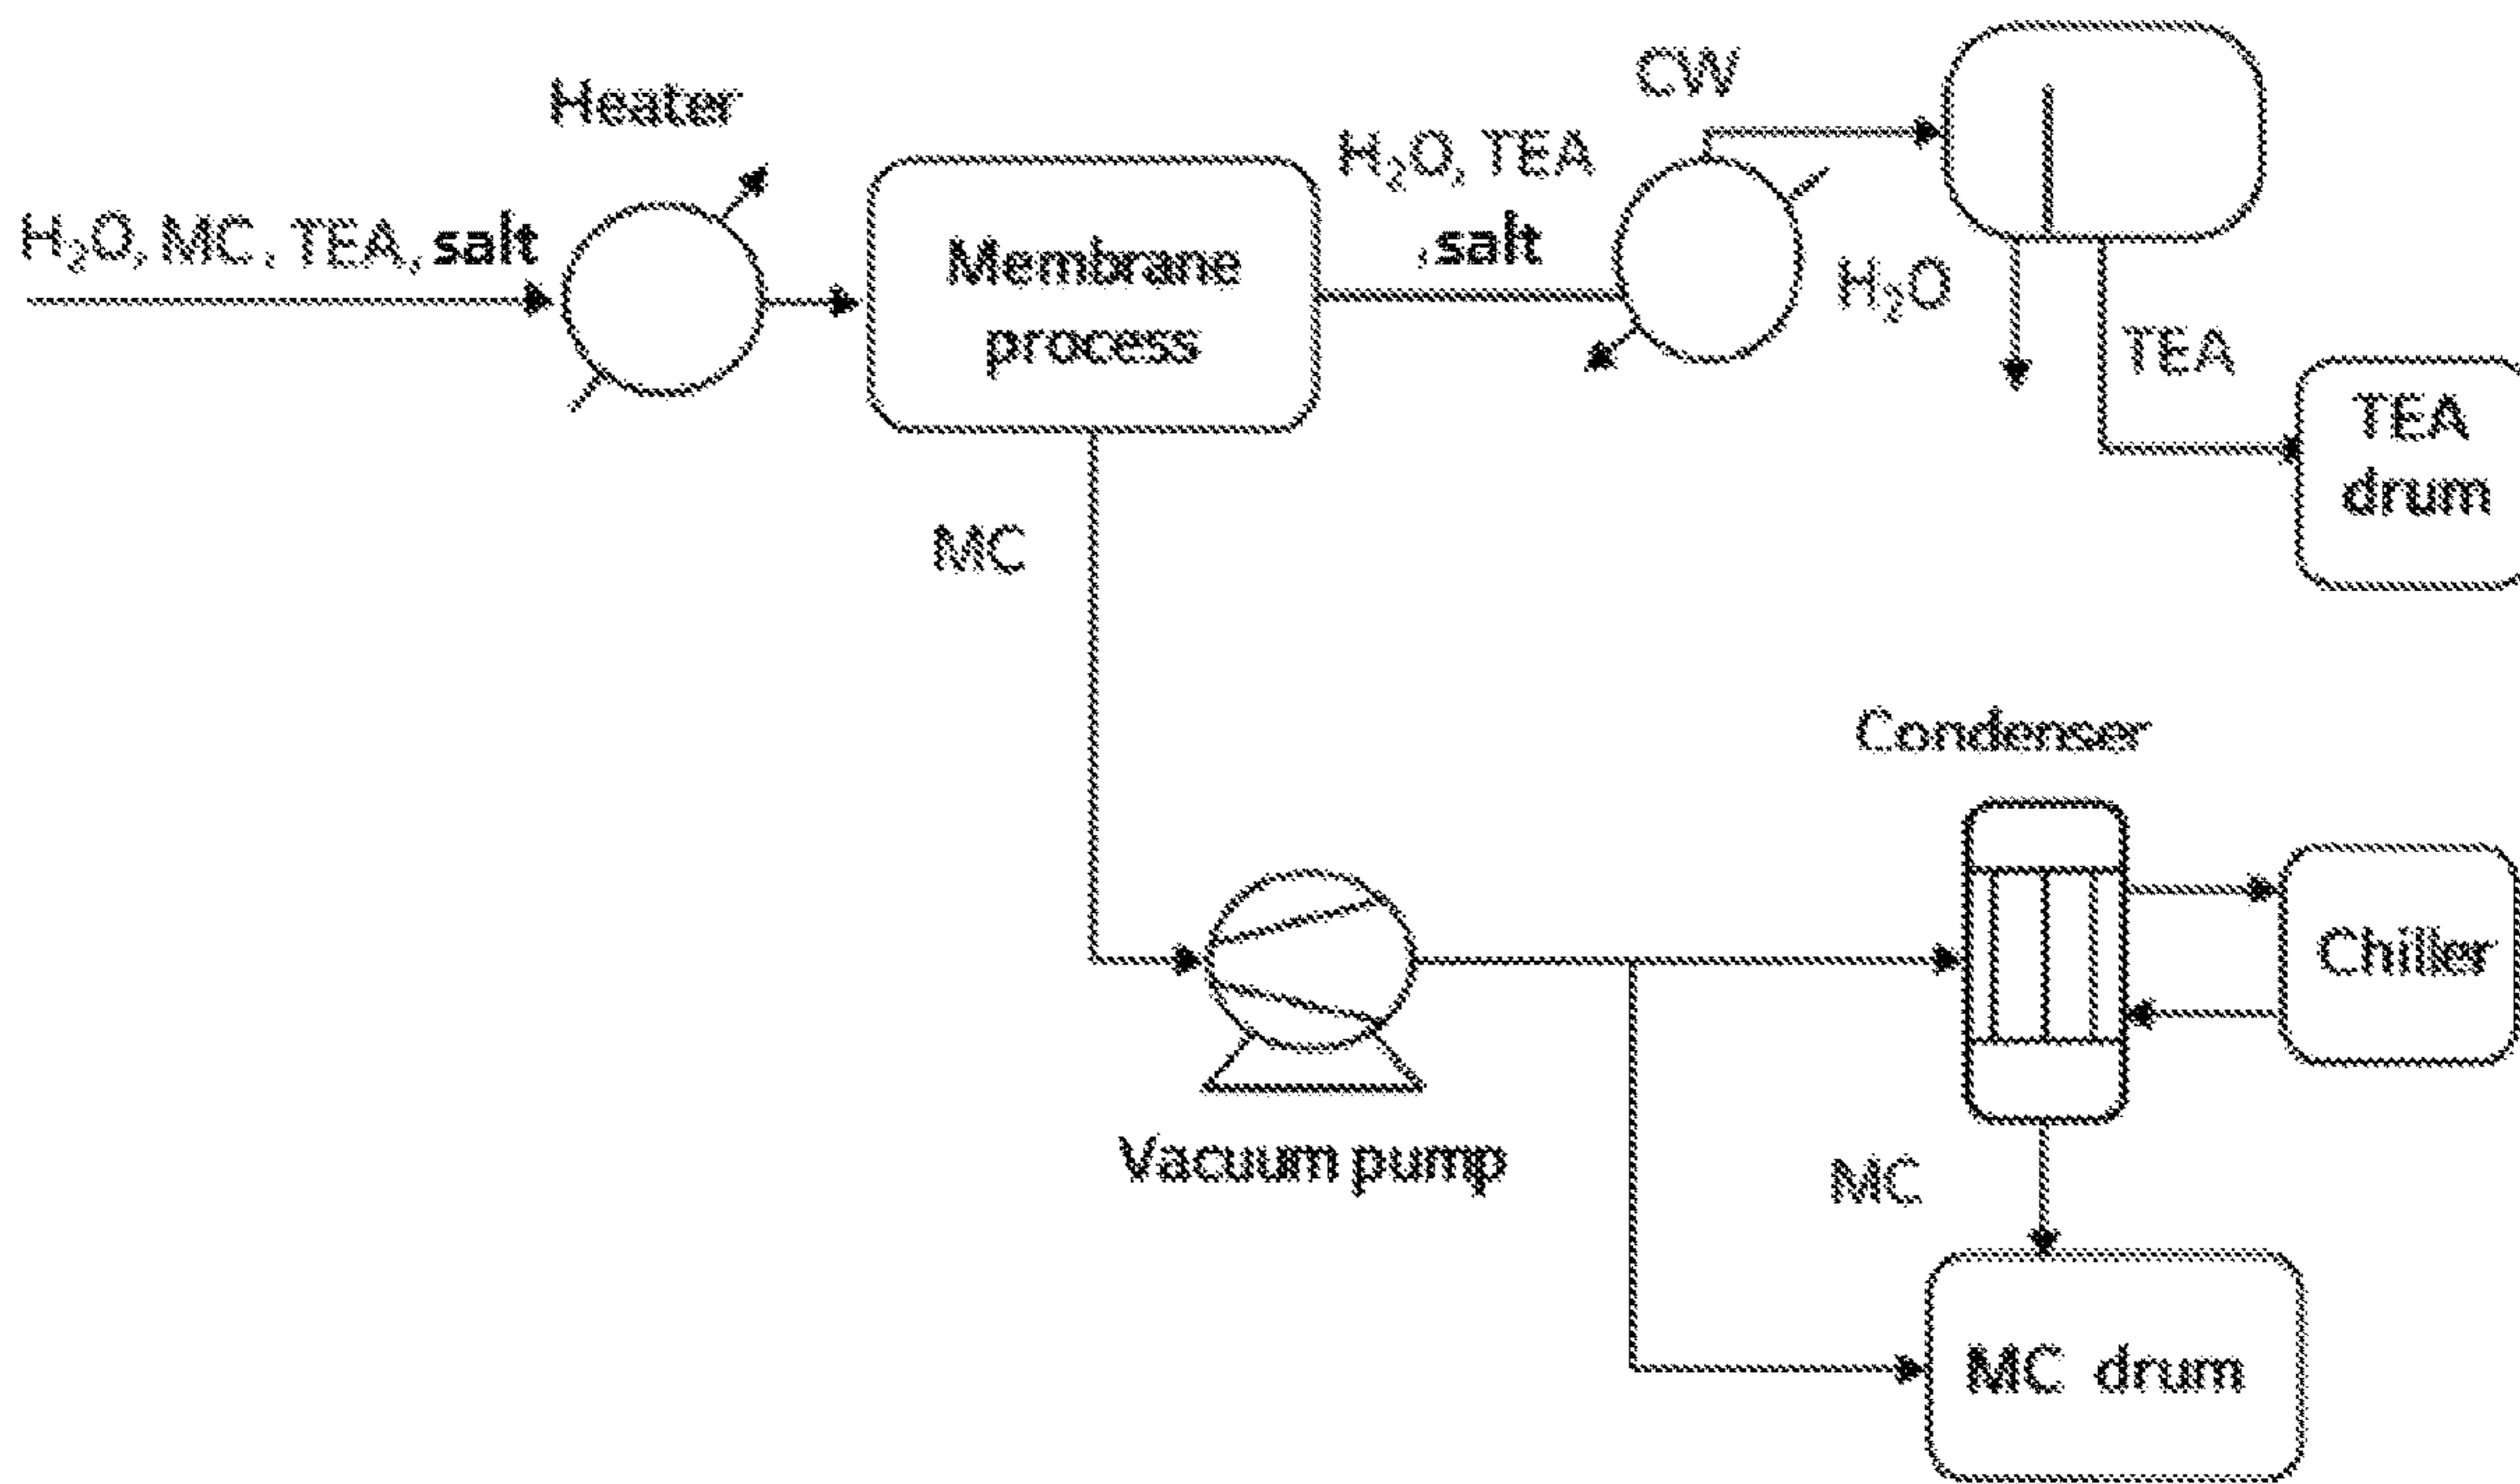 Heater
H₂O, MC, TEA, salt
Membrane
process
H₂O, TEA
, salt
CW
H₂O
TEA
TEA
drum
MC
Vacuum pump
Condenser
Chiller
MC
MC drum